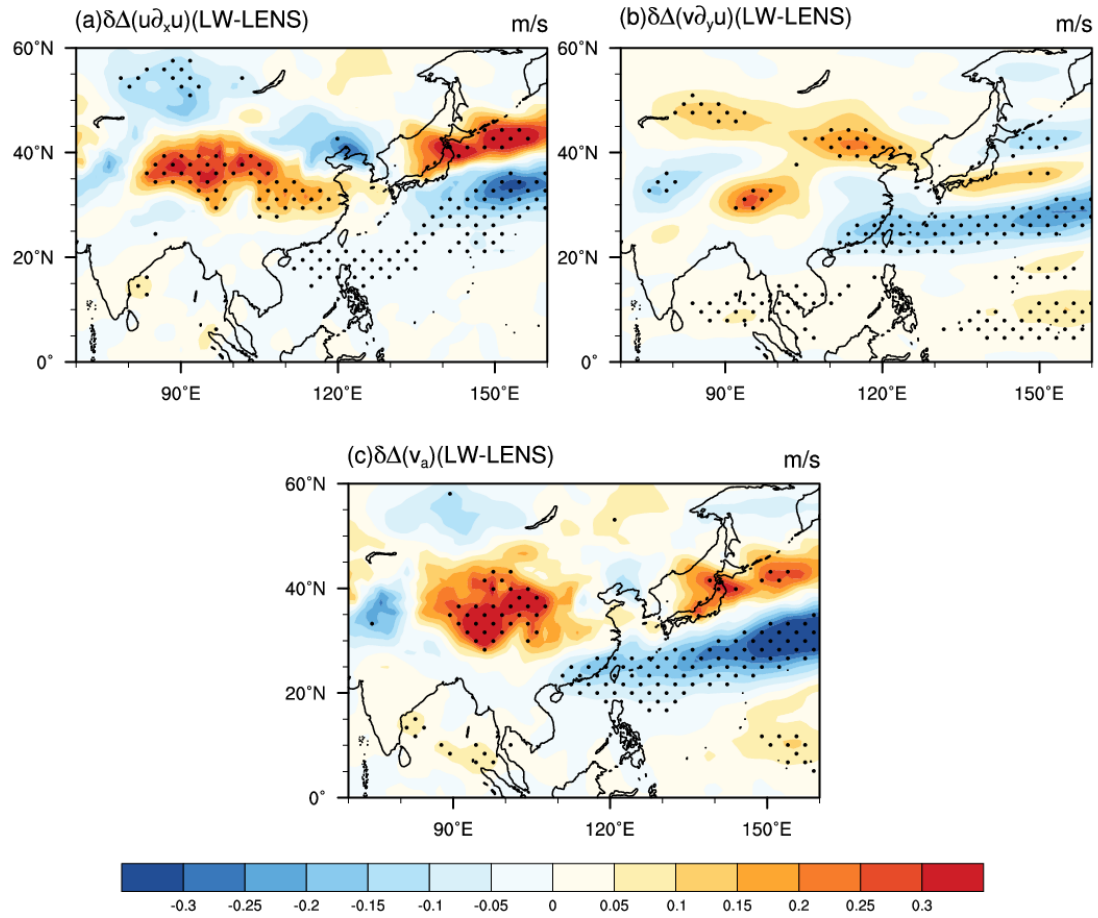 (a)δΔ(u∂ₓu)(LW-LENS) m/s
60°N
40°N
20°N
0°
90°E 120°E 150°E
(b)δΔ(v∂ᵧu)(LW-LENS) m/s
60°N
40°N
20°N
0°
90°E 120°E 150°E
(c)δΔ(vₐ)(LW-LENS) m/s
60°N
40°N
20°N
0°
90°E 120°E 150°E
-0.3 -0.25 -0.2 -0.15 -0.1 -0.05 0 0.05 0.1 0.15 0.2 0.25 0.3